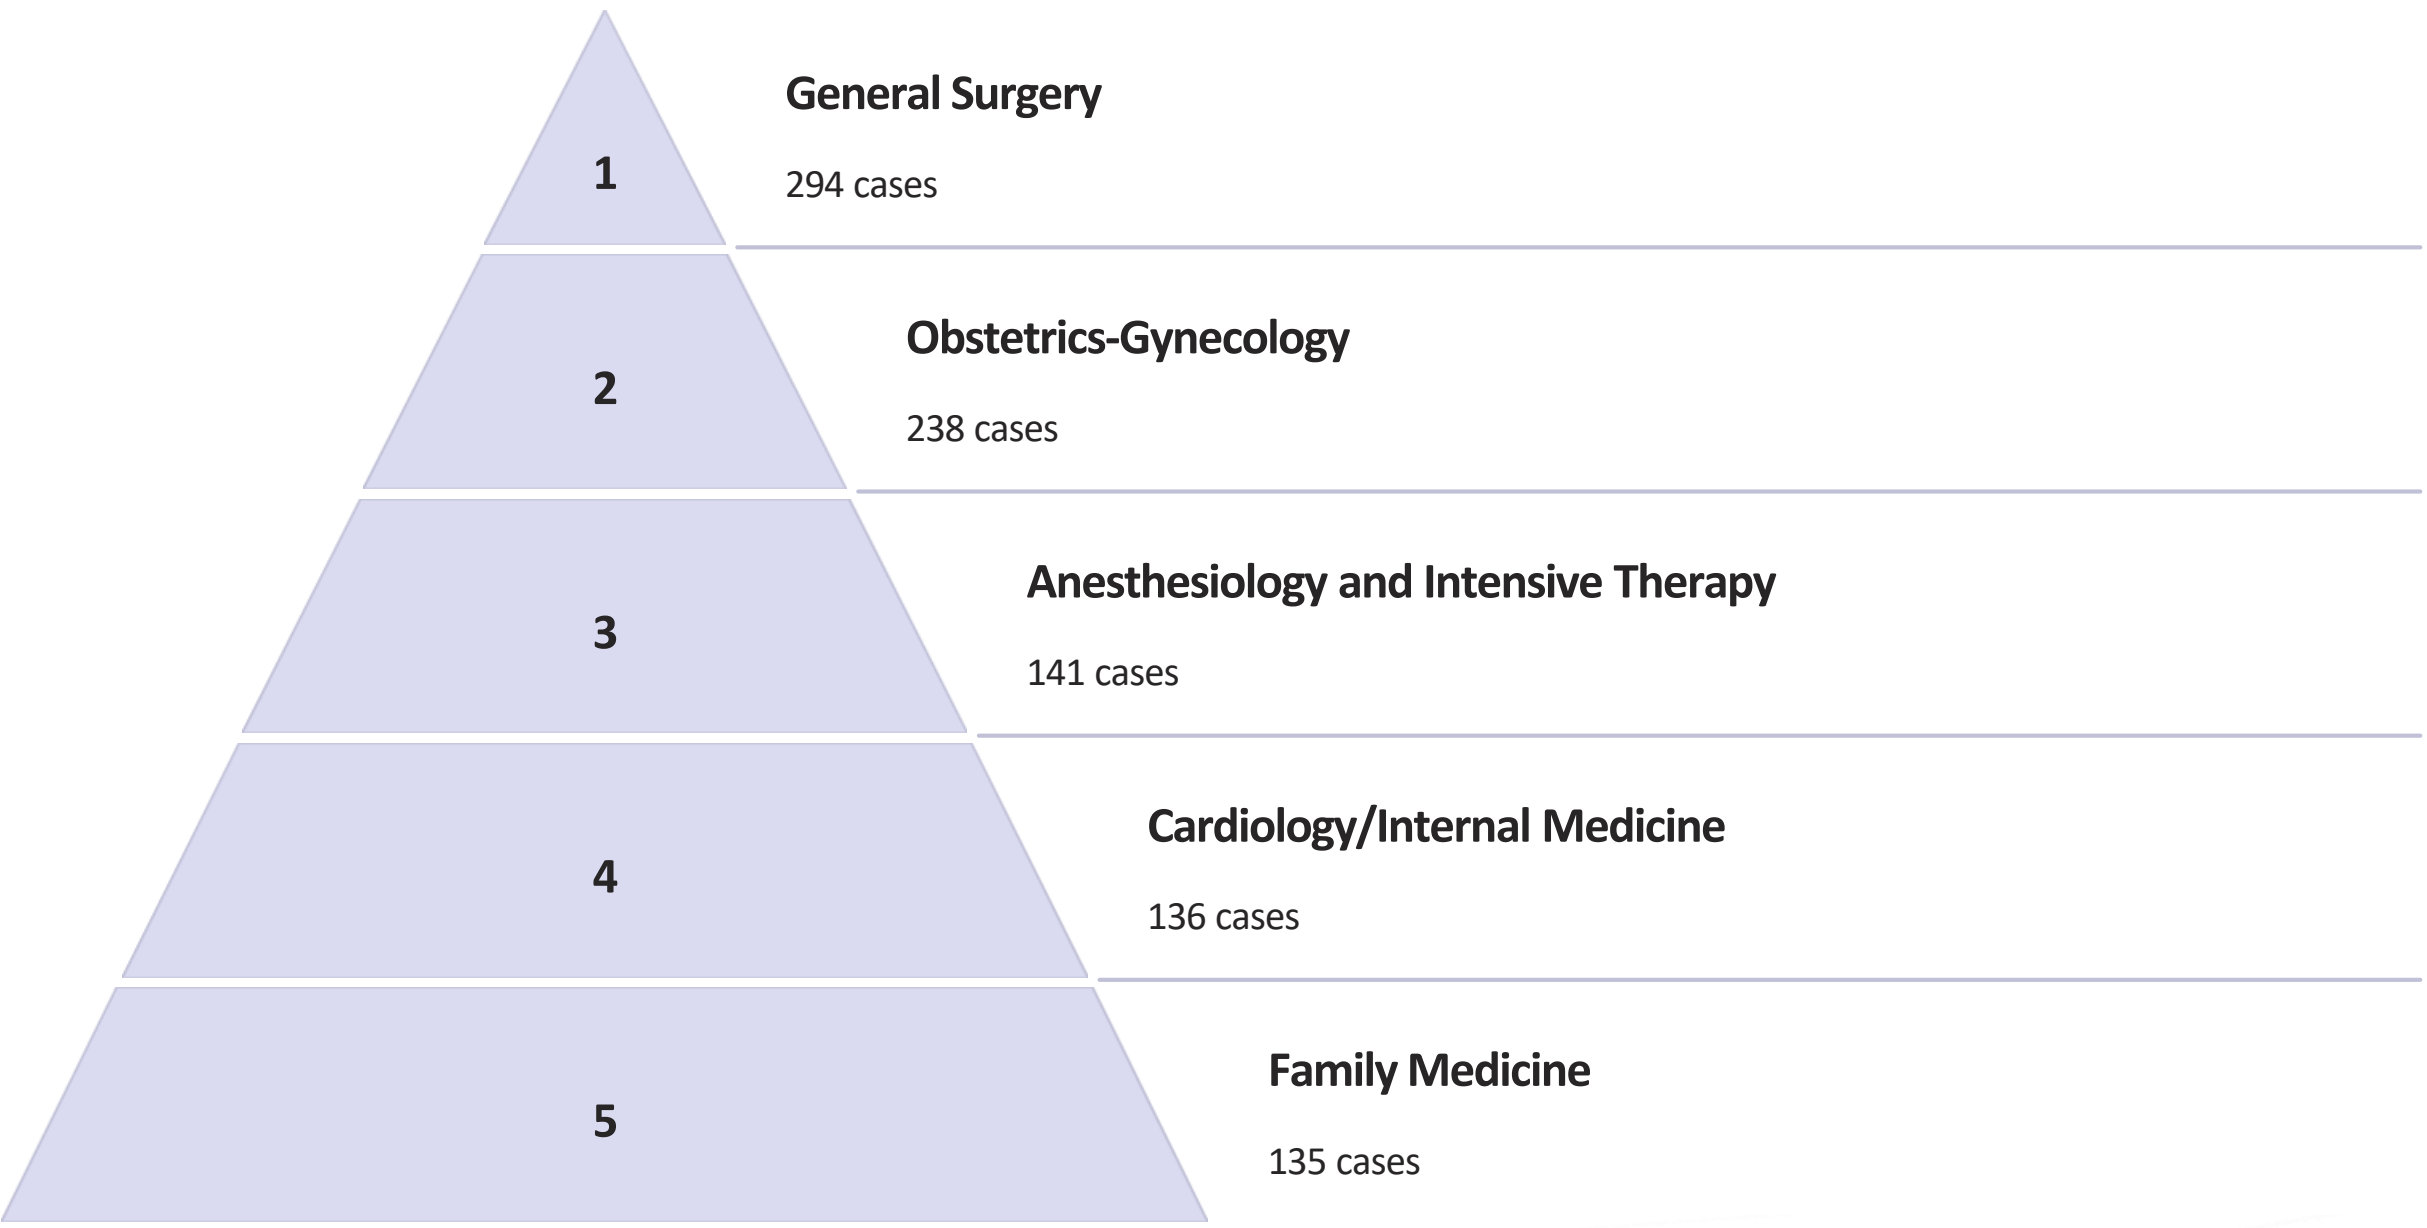 1
General Surgery
294 cases
2
Obstetrics-Gynecology
238 cases
3
Anesthesiology and Intensive Therapy
141 cases
4
Cardiology/Internal Medicine
136 cases
5
Family Medicine
135 cases